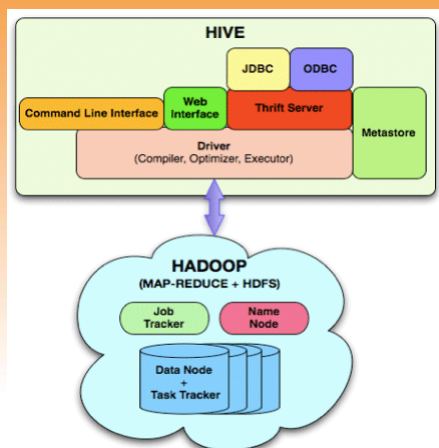 HIVE
JDBC
ODBC
Command Line Interface
Web
Interface
Thrift Server
Metastore
Driver
(Compiler, Optimizer, Executor)
HADOOP
(MAP-REDUCE + HDFS)
Job
Tracker
Name
Node
Data Node
+
Task Tracker